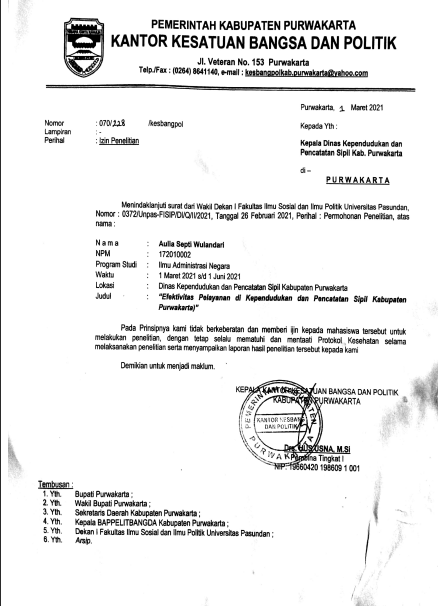 PEMERINTAH KABUPATEN PURWAKARTA
KANTOR KESATUAN BANGSA DAN POLITIK
Jl. Veteran No. 153 Purwakarta
Telp./Fax : (0264) 8641140, e-mail : kesbangpolkab.purwakarta@yahoo.com
Purwakarta, 1 Maret 2021
Nomor : 070/228 /kesbangpol
Lampiran : -
Perihal : Izin Penelitian
Kepada Yth :
Kepala Dinas Kependudukan dan
Pencatatan Sipil Kab. Purwakarta
di –
PURWAKARTA
Menindaklanjuti surat dari Wakil Dekan I Fakultas Ilmu Sosial dan Ilmu Politik Universitas Pasundan,
Nomor : 0372/Unpas-FISIP/D/Q/II/2021, Tanggal 26 Februari 2021, Perihal : Permohonan Penelitian, atas
nama :
Nama : Aulia Septi Wulandari
NPM : 172010002
Program Studi : Ilmu Administrasi Negara
Waktu : 1 Maret 2021 s/d 1 Juni 2021
Lokasi : Dinas Kependudukan dan Pencatatan Sipil Kabupaten Purwakarta
Judul : "Efektivitas Pelayanan di Kependudukan dan Pencatatan Sipil Kabupaten
Purwakarta)"
Pada Prinsipnya kami tidak berkeberatan dan memberi ijin kepada mahasiswa tersebut untuk
melakukan penelitian, dengan tetap selalu mematuhi dan mentaati Protokol Kesehatan selama
melaksanakan penelitian serta menyampaikan laporan hasil penelitian tersebut kepada kami
Demikian untuk menjadi maklum.
KEPALA KANTOR KESATUAN BANGSA DAN POLITIK
KABUPATEN PURWAKARTA
KANTOR KESBANG
DAN POLITIK
PURWAKARTA
Drs. HUSUSNA, M.Si
Pembina Tingkat I
NIP. 19660420 198609 1 001
Tembusan :
1. Yth. Bupati Purwakarta ;
2. Yth. Wakil Bupati Purwakarta ;
3. Yth. Sekretaris Daerah Kabupaten Purwakarta ;
4. Yth. Kepala BAPPELITBANGDA Kabupaten Purwakarta ;
5. Yth. Dekan I Fakultas Ilmu Sosial dan Ilmu Politik Universitas Pasundan ;
6. Yth. Arsip.